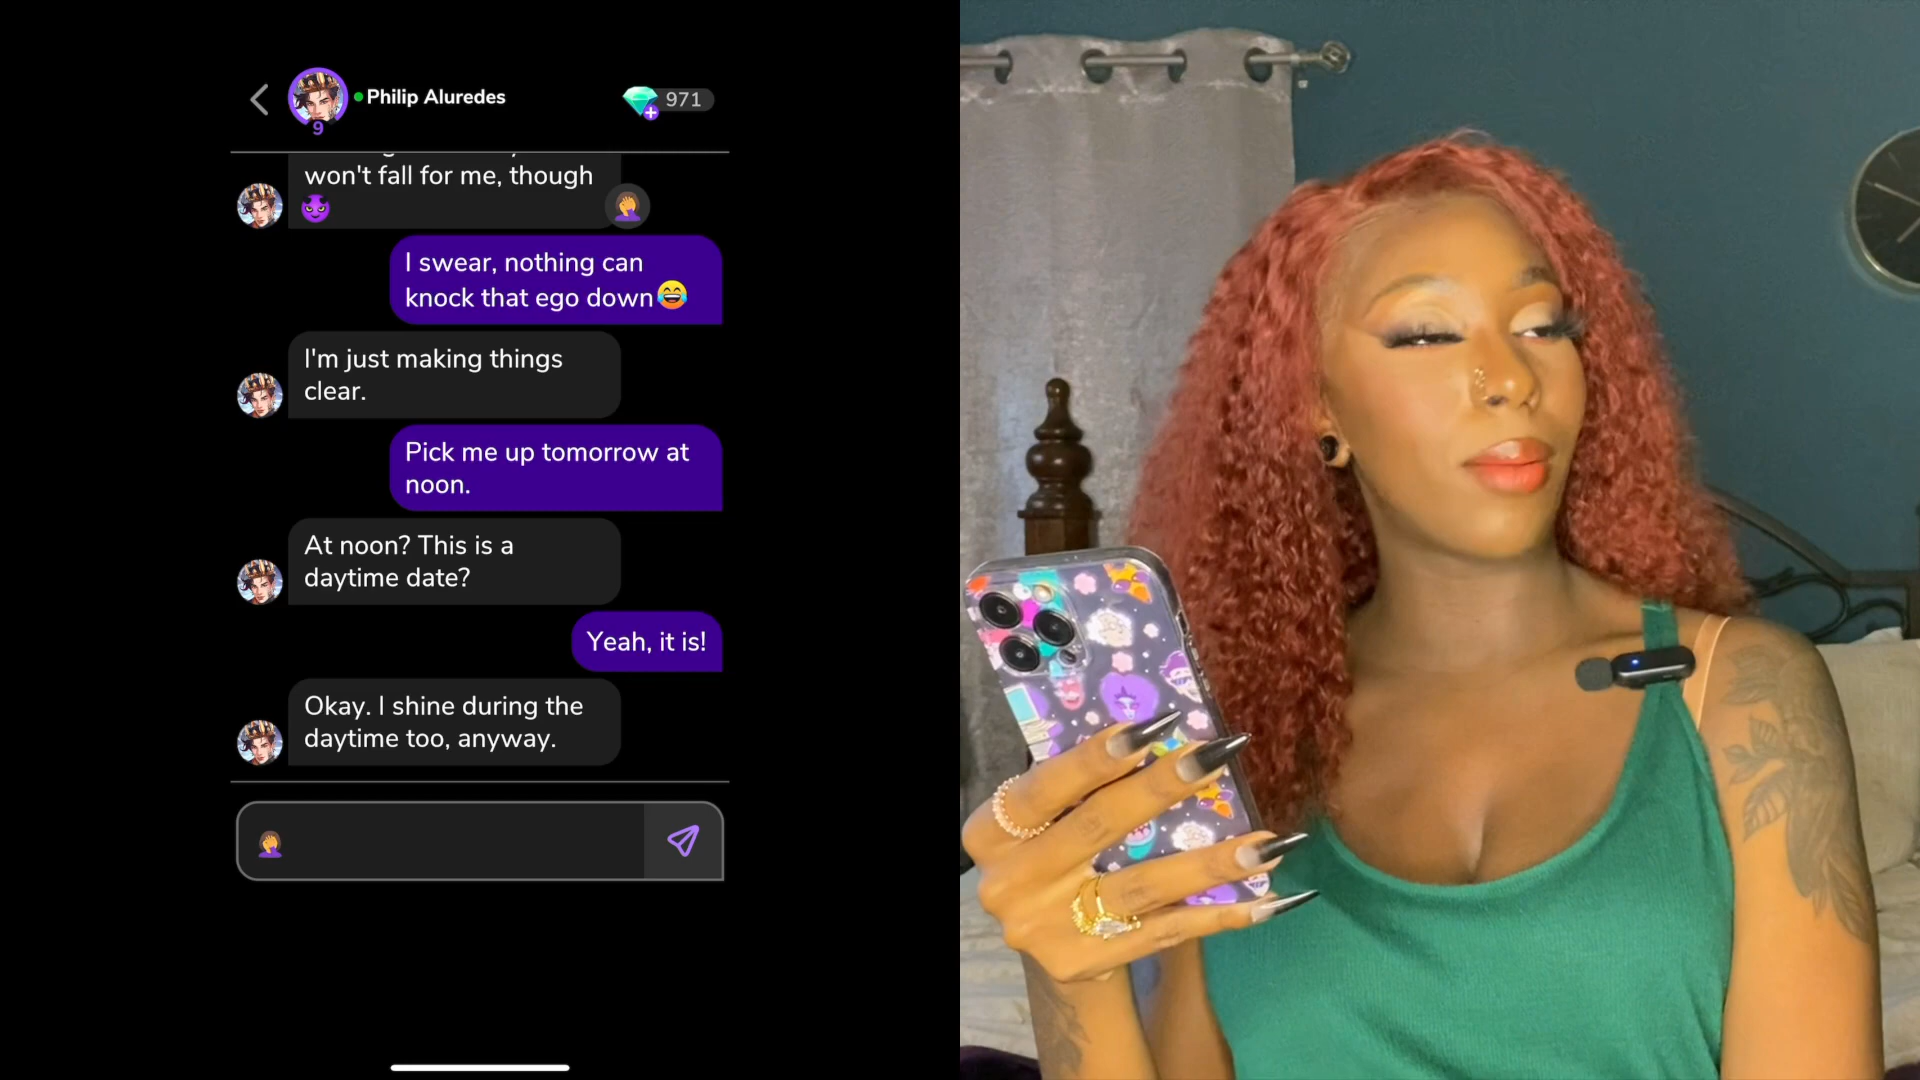 Philip Aluredes
971
9
won't fall for me, though
😈
🤦
I swear, nothing can
knock that ego down😂
I'm just making things
clear.
Pick me up tomorrow at
noon.
At noon? This is a
daytime date?
Yeah, it is!
Okay. I shine during the
daytime too, anyway.
🤦